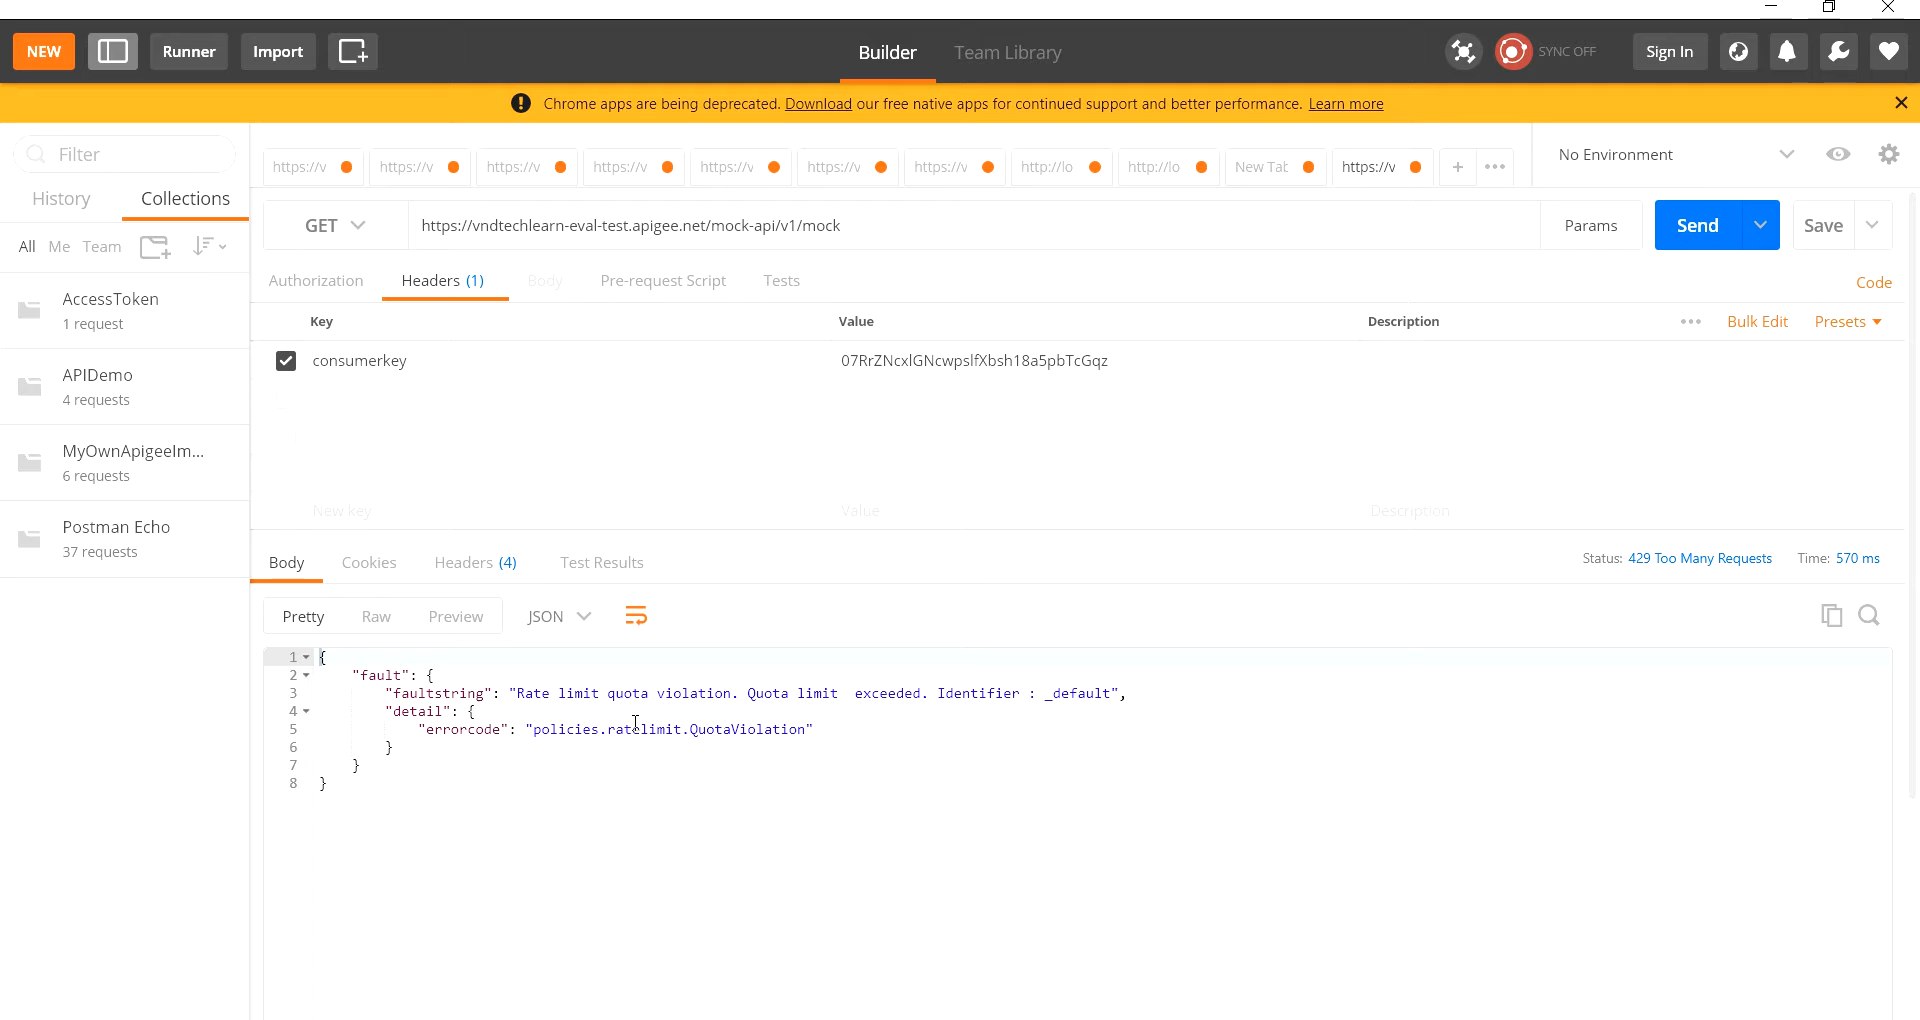 NEW
Runner
Import
Builder
Team Library
SYNC OFF
Sign In
Chrome apps are being deprecated. Download our free native apps for continued support and better performance. Learn more
Filter
History
Collections
All
Me
Team
AccessToken
1 request
APIDemo
4 requests
MyOwnApigeeIm...
6 requests
Postman Echo
37 requests
https://v
https://v
https://v
https://v
https://v
https://v
https://v
http://lo
http://lo
New Tab
https://v
No Environment
GET
https://vndtechlearn-eval-test.apigee.net/mock-api/v1/mock
Params
Send
Save
Authorization
Headers (1)
Body
Pre-request Script
Tests
Code
Key
Value
Description
Bulk Edit
Presets
consumerkey
07RrZNcxlGNcwpslfXbsh18a5pbTcGqz
New key
Value
Description
Body
Cookies
Headers (4)
Test Results
Status: 429 Too Many Requests
Time: 570 ms
Pretty
Raw
Preview
JSON
1 {
2 "fault": {
3 "faultstring": "Rate limit quota violation. Quota limit  exceeded. Identifier : _default",
4 "detail": {
5 "errorcode": "policies.ratelimit.QuotaViolation"
6 }
7 }
8 }